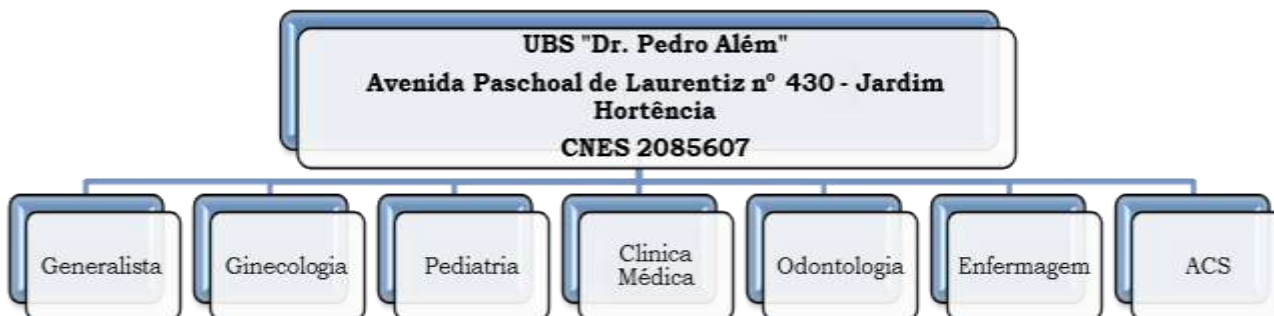 UBS "Dr. Pedro Além"
Avenida Paschoal de Laurentiz nº 430 - Jardim
Hortência
CNES 2085607
Generalista
Ginecologia
Pediatria
Clinica
Médica
Odontologia
Enfermagem
ACS